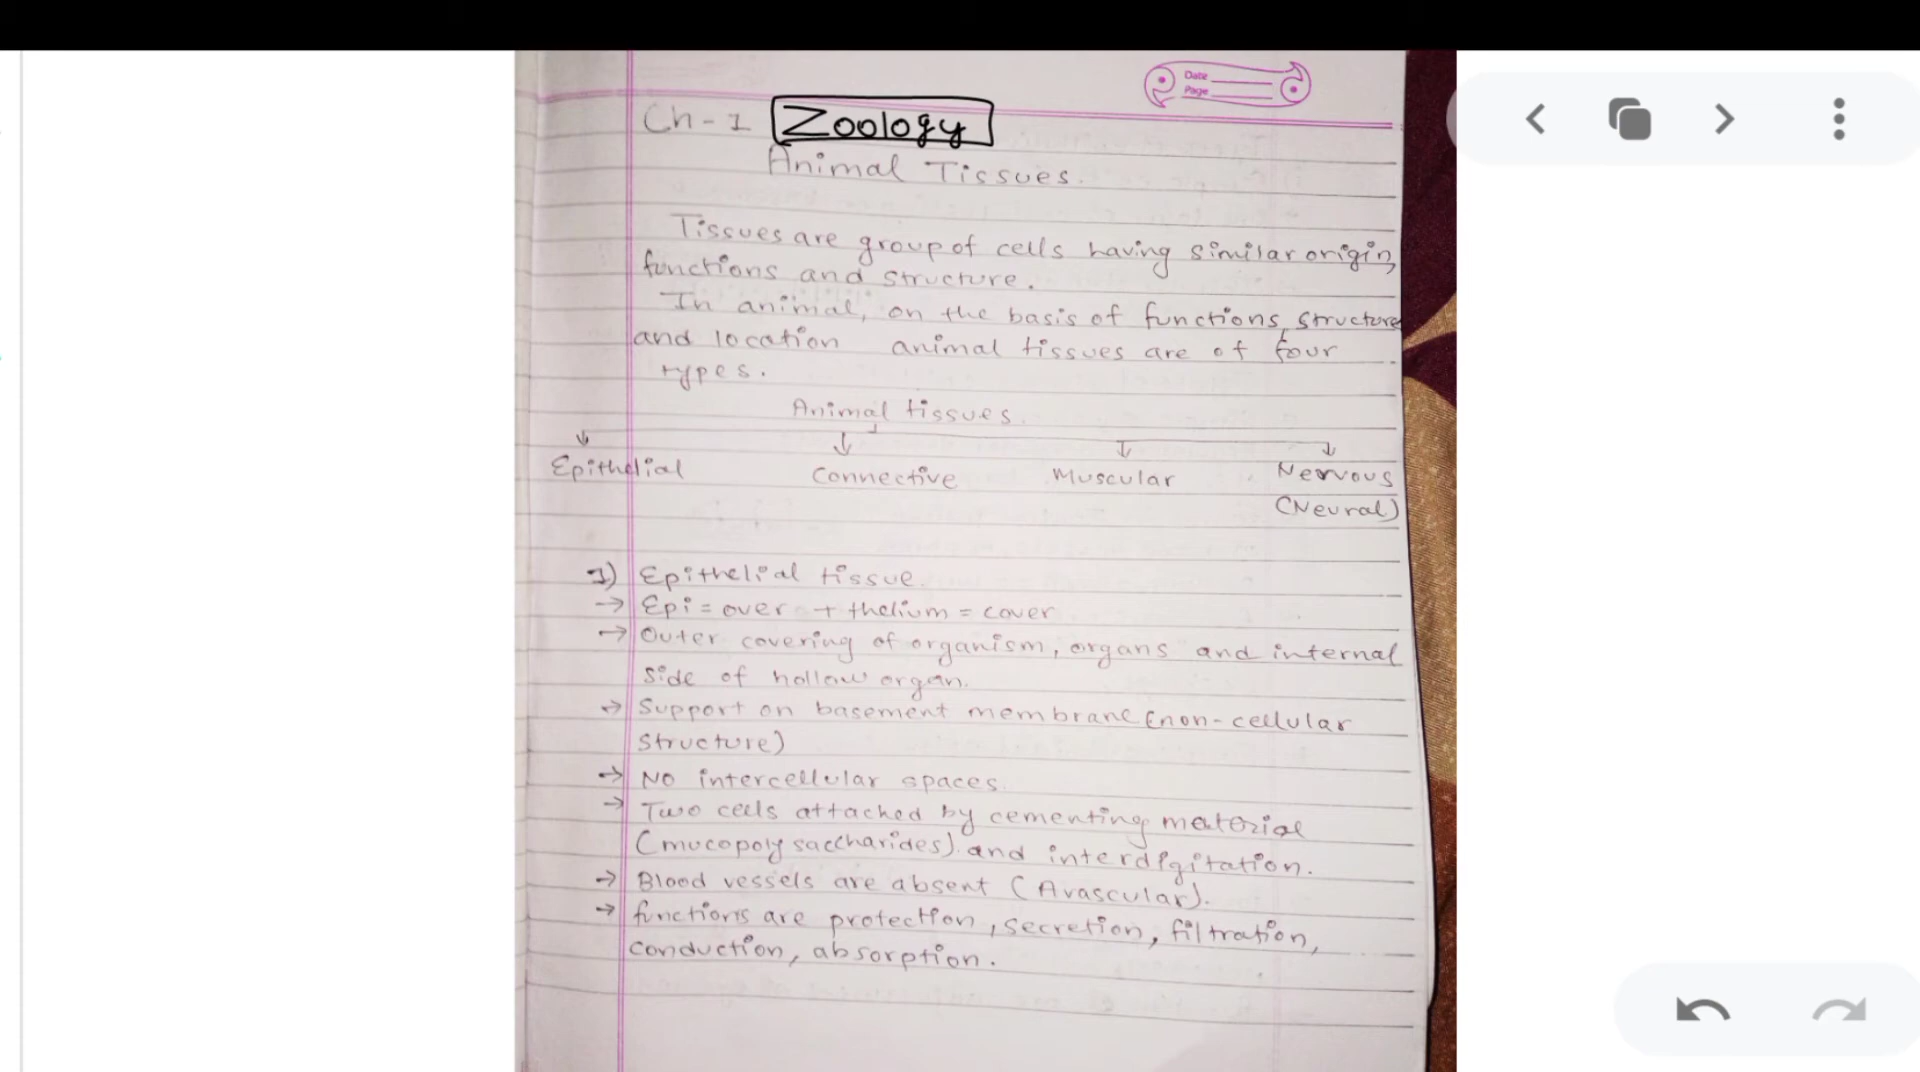 Date
Page
Ch-1 Zoology
Animal Tissues.
Tissues are group of cells having similar origin,
functions and structure.
In animal, on the basis of functions, structure
and location animal tissues are of four
types.
Animal tissues.
Epithelial Connective Muscular Nervous
(Neural)
1) Epithelial tissue.
→ Epi = over + thelium = cover
→ Outer covering of organism, organs and internal
side of hollow organ.
→ Support on basement membrane (non-cellular
structure)
→ No intercellular spaces.
→ Two cells attached by cementing material
(mucopolysaccharides) and interdigitation.
→ Blood vessels are absent (Avascular).
→ functions are protection, secretion, filtration,
conduction, absorption.